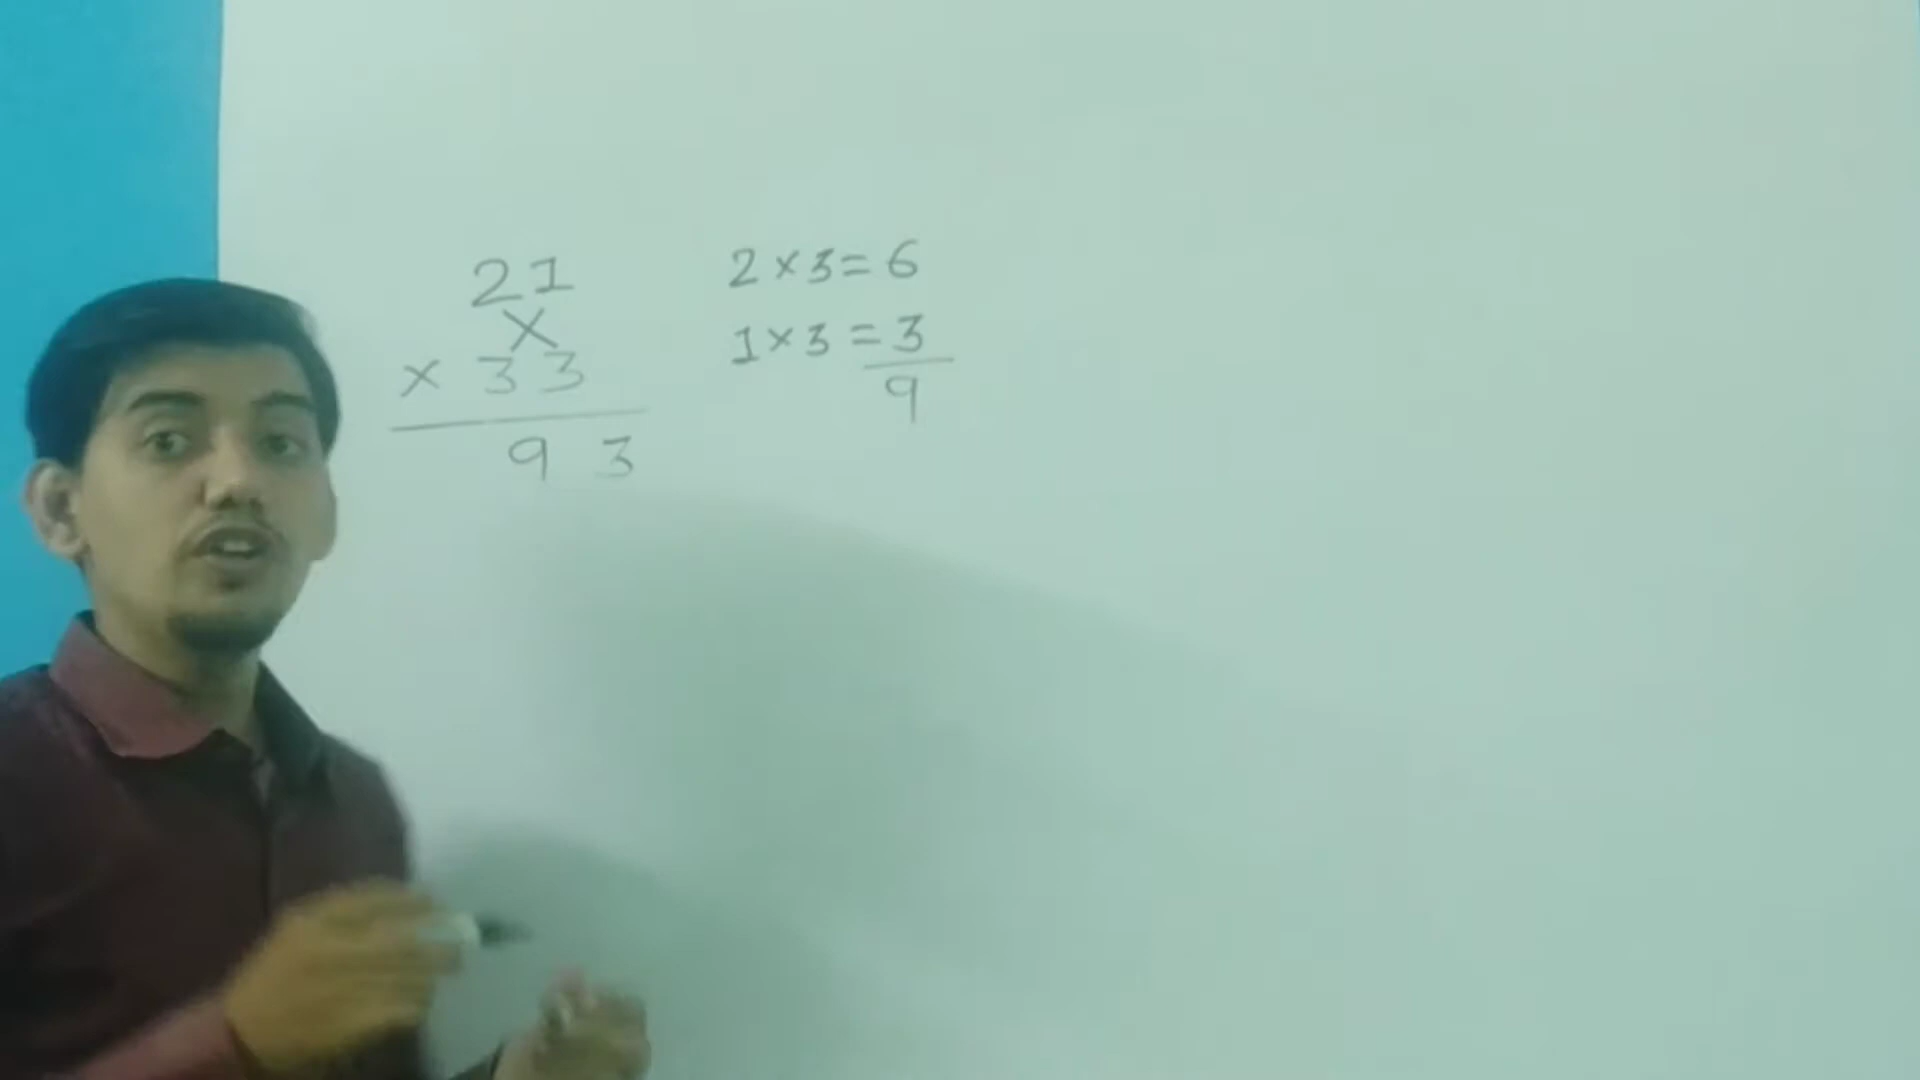 21
X
× 33
9 3
2 × 3 = 6
1 × 3 = 3
9